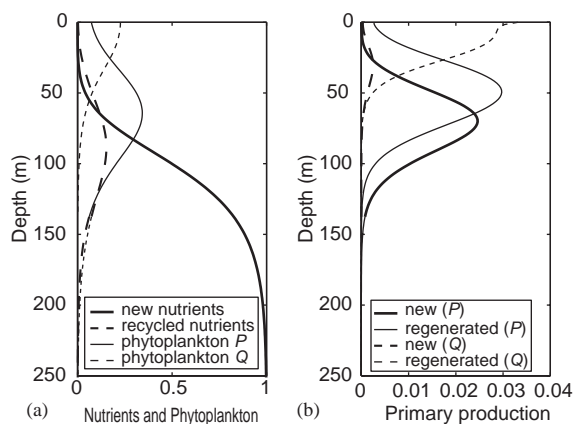 0
50
100
150
200
250
Depth (m)
new nutrients
recycled nutrients
phytoplankton P
phytoplankton Q
0
0.5
1
(a)
Nutrients and Phytoplankton
0
50
100
150
200
250
Depth (m)
new (P)
regenerated (P)
new (Q)
regenerated (Q)
0
0.01
0.02
0.03
0.04
(b)
Primary production